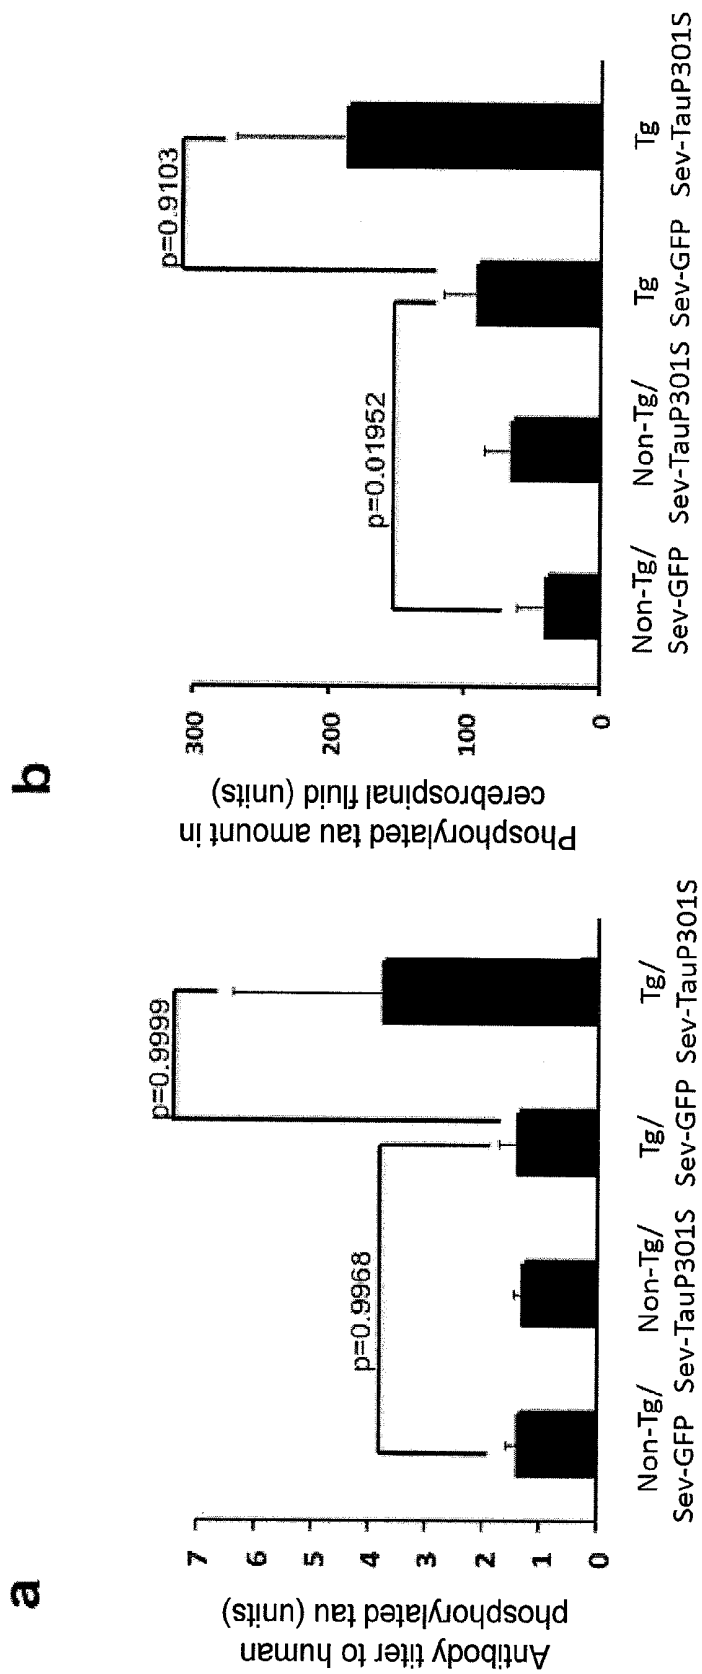 a
Antibody titer to human
phosphorylated tau (units)
7
6
5
4
3
2
1
0
p=0.9968
p=0.9999
Non-Tg/
Sev-GFP
Non-Tg/
Sev-TauP301S
Tg/
Sev-GFP
Tg/
Sev-TauP301S
b
Phosphorylated tau amount in
cerebrospinal fluid (units)
300
200
100
0
p=0.01952
p=0.9103
Non-Tg/
Sev-GFP
Non-Tg/
Sev-TauP301S
Tg
Sev-GFP
Tg
Sev-TauP301S